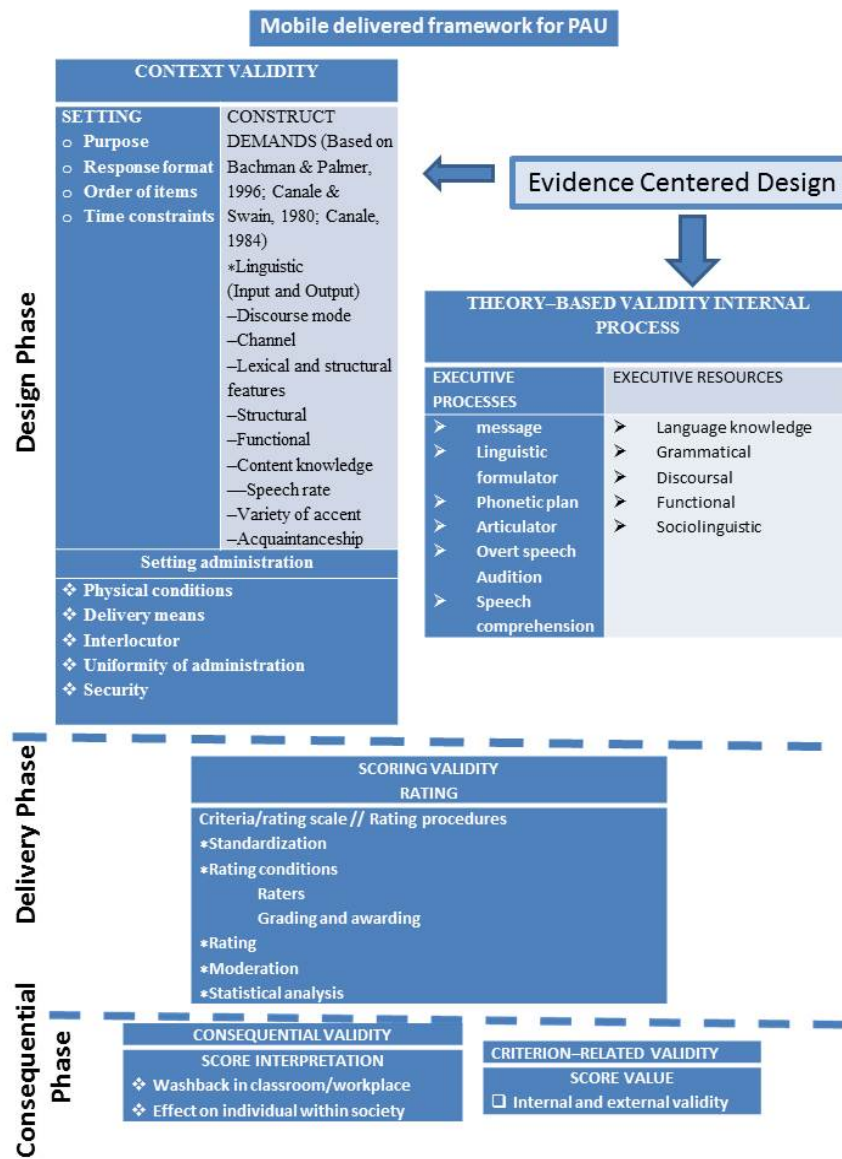 Mobile delivered framework for PAU
CONTEXT VALIDITY
SETTING
o Purpose
o Response format
o Order of items
o Time constraints
CONSTRUCT
DEMANDS (Based on
Bachman & Palmer,
1996; Canale &
Swain, 1980; Canale,
1984)
*Linguistic
(Input and Output)
–Discourse mode
–Channel
–Lexical and structural
features
–Structural
–Functional
–Content knowledge
—Speech rate
–Variety of accent
–Acquaintanceship
Setting administration
❖ Physical conditions
❖ Delivery means
❖ Interlocutor
❖ Uniformity of administration
❖ Security
Evidence Centered Design
THEORY–BASED VALIDITY INTERNAL
PROCESS
EXECUTIVE
PROCESSES
➢ message
➢ Linguistic
formulator
➢ Phonetic plan
➢ Articulator
➢ Overt speech
Audition
➢ Speech
comprehension
EXECUTIVE RESOURCES
➢ Language knowledge
➢ Grammatical
➢ Discoursal
➢ Functional
➢ Sociolinguistic
Design Phase
SCORING VALIDITY
RATING
Criteria/rating scale // Rating procedures
*Standardization
*Rating conditions
Raters
Grading and awarding
*Rating
*Moderation
*Statistical analysis
Delivery Phase
CONSEQUENTIAL VALIDITY
SCORE INTERPRETATION
❖ Washback in classroom/workplace
❖ Effect on individual within society
CRITERION–RELATED VALIDITY
SCORE VALUE
❑ Internal and external validity
Consequential
Phase